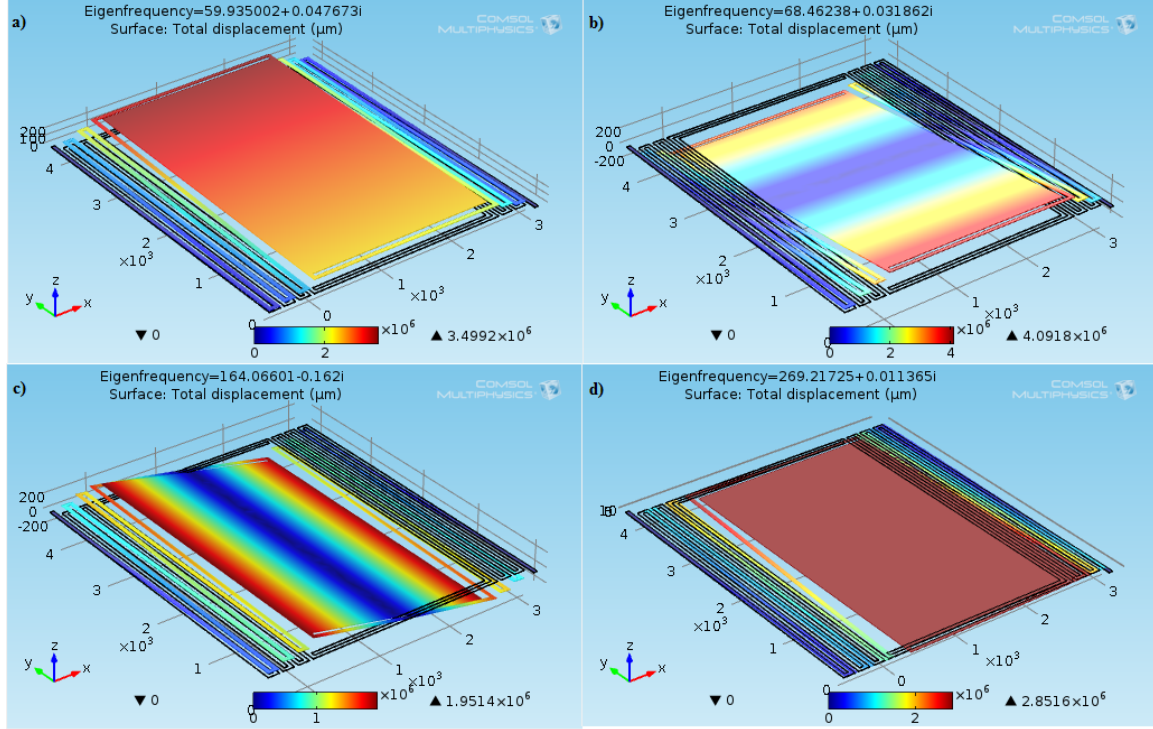 a)
Eigenfrequency=59.935002+0.047673i
Surface: Total displacement (μm)
COMSOL
MULTIPHYSICS
200
100
0
4
3
2
×10³
1
0
1
×10³
2
3
z
y
x
▼ 0
0
2
×10⁶
▲ 3.4992×10⁶
b)
Eigenfrequency=68.46238+0.031862i
Surface: Total displacement (μm)
COMSOL
MULTIPHYSICS
200
0
-200
4
3
2
×10³
1
0
1
×10³
2
3
z
y
x
▼ 0
0
2
4
×10⁶
▲ 4.0918×10⁶
c)
Eigenfrequency=164.06601-0.162i
Surface: Total displacement (μm)
COMSOL
MULTIPHYSICS
200
0
-200
4
3
2
×10³
1
0
1
×10³
2
3
z
y
x
▼ 0
0
1
×10⁶
▲ 1.9514×10⁶
d)
Eigenfrequency=269.21725+0.011365i
Surface: Total displacement (μm)
COMSOL
MULTIPHYSICS
4
3
2
×10³
1
0
1
×10³
2
3
z
y
x
▼ 0
0
2
×10⁶
▲ 2.8516×10⁶